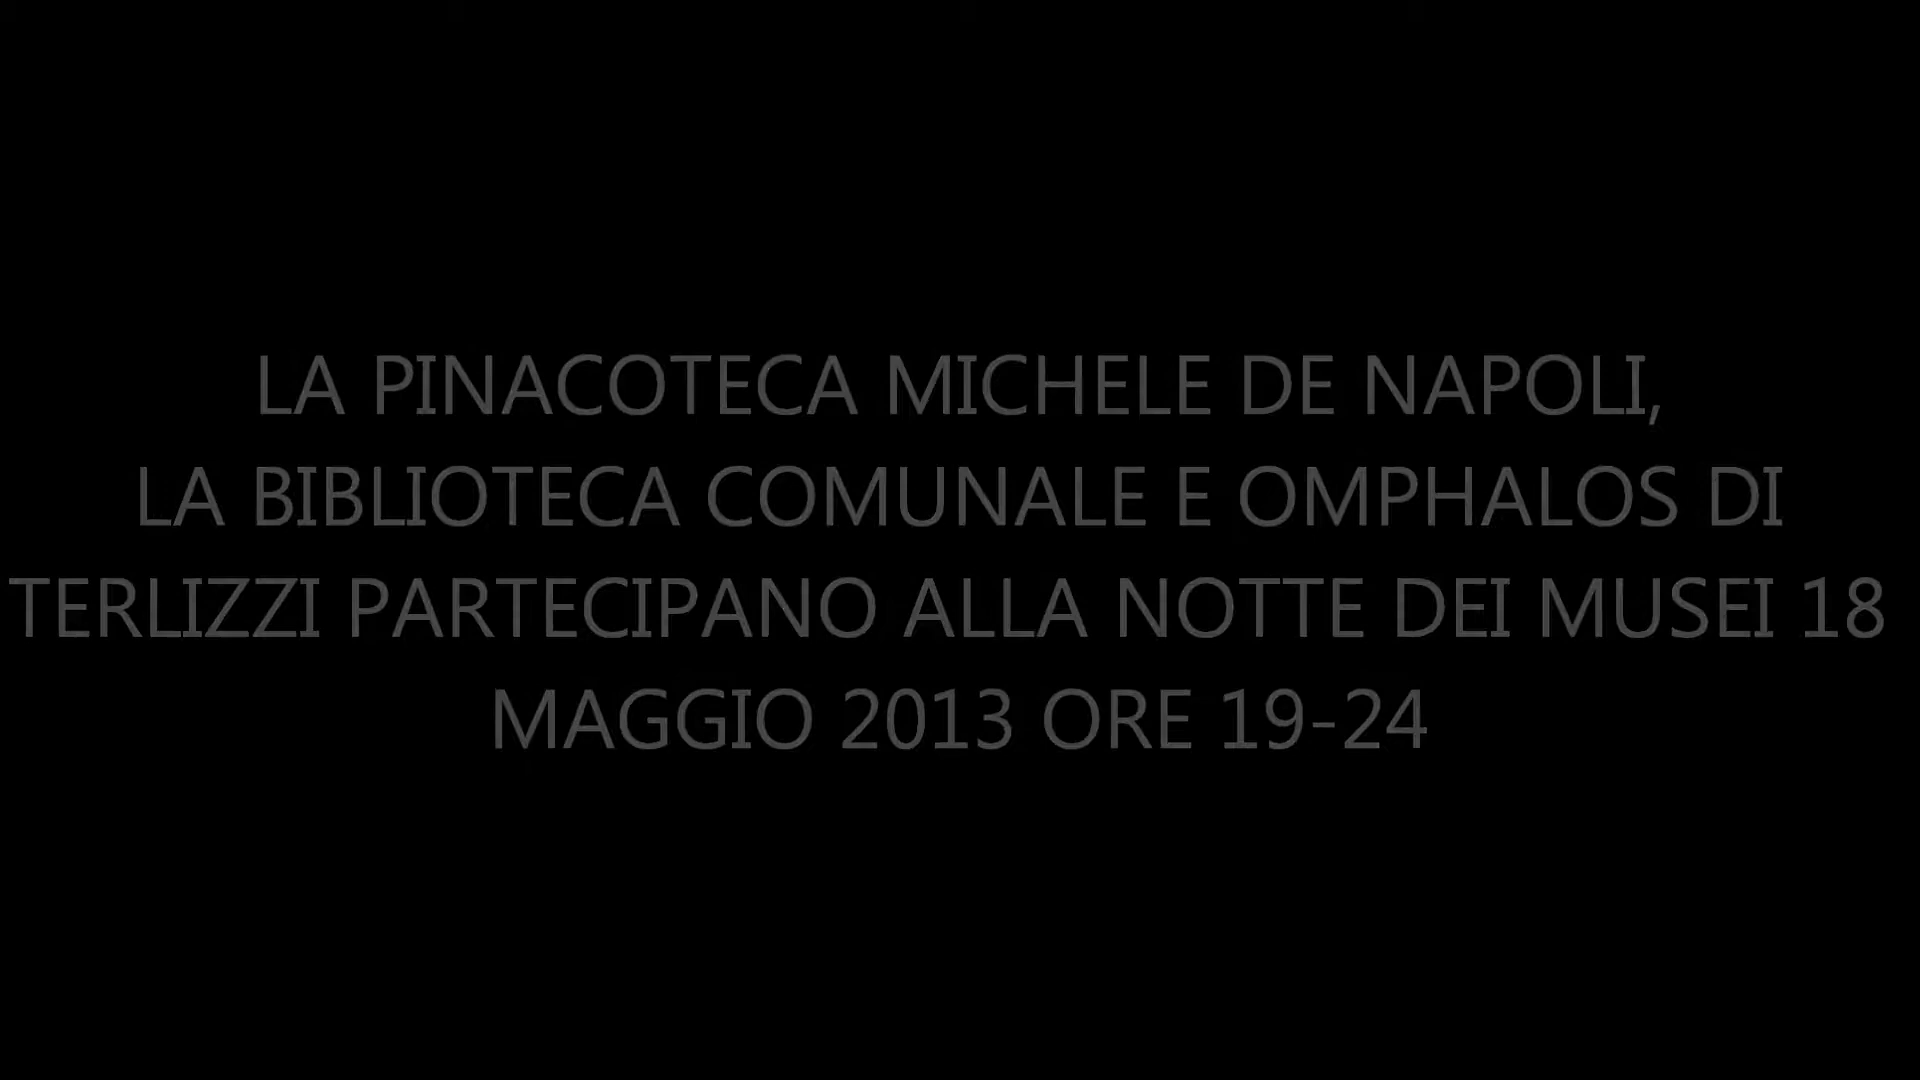 LA PINACOTECA MICHELE DE NAPOLI,
LA BIBLIOTECA COMUNALE E OMPHALOS DI
TERLIZZI PARTECIPANO ALLA NOTTE DEI MUSEI 18
MAGGIO 2013 ORE 19-24